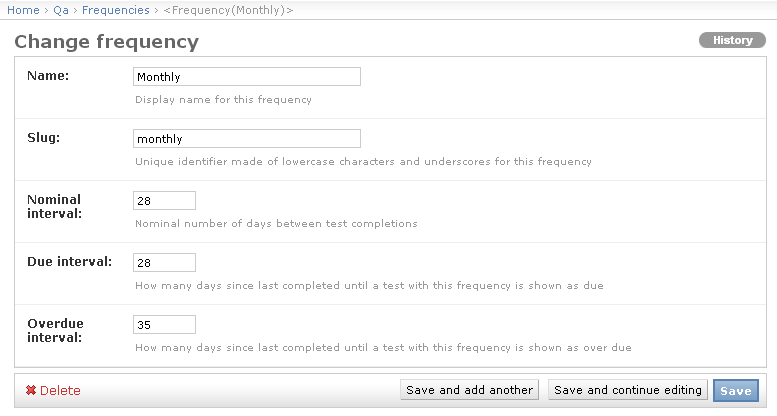 Home › Qa › Frequencies › <Frequency(Monthly)>
Change frequency
History
Name:
Monthly
Display name for this frequency
Slug:
monthly
Unique identifier made of lowercase characters and underscores for this frequency
Nominal
interval:
28
Nominal number of days between test completions
Due interval:
28
How many days since last completed until a test with this frequency is shown as due
Overdue
interval:
35
How many days since last completed until a test with this frequency is shown as over due
Delete
Save and add another
Save and continue editing
Save